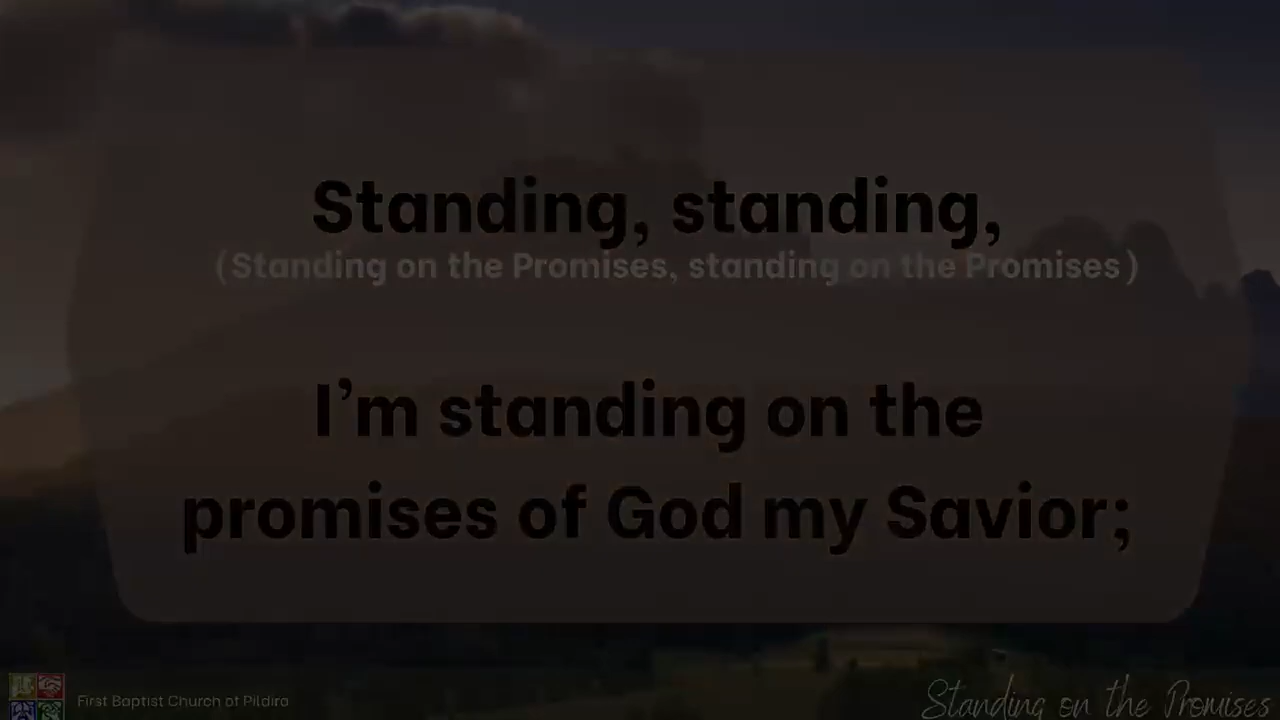 Standing, standing,
(Standing on the Promises, standing on the Promises)
I’m standing on the
promises of God my Savior;
First Baptist Church of Pildira
Standing on the Promises